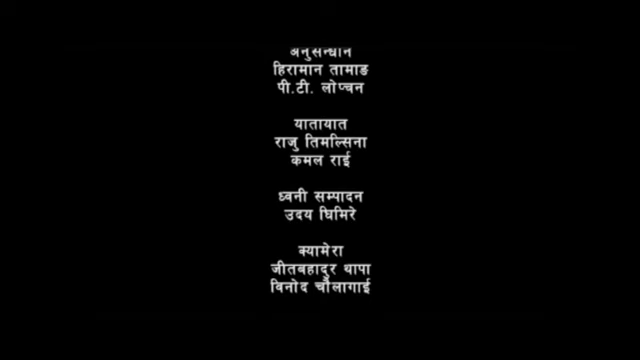 अनुसन्धान
हिरामान तामाङ
पी.टी. लोप्चन
यातायात
राजु तिमल्सिना
कमल राई
ध्वनी सम्पादन
उदय घिमिरे
क्यामेरा
जीतबहादुर थापा
विनोद चौंलागाई